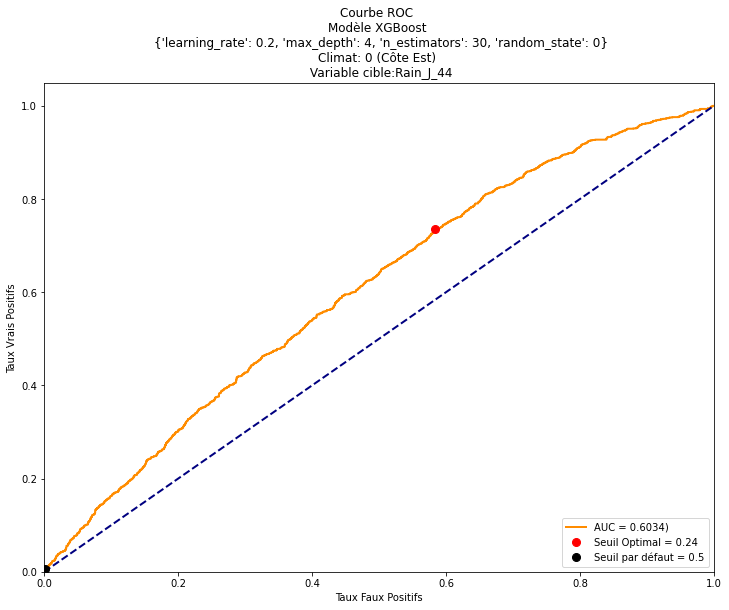 Courbe ROC
Modèle XGBoost
{'learning_rate': 0.2, 'max_depth': 4, 'n_estimators': 30, 'random_state': 0}
Climat: 0 (Côte Est)
Variable cible:Rain_J_44
1.0
0.8
0.6
0.4
0.2
0.0
Taux Vrais Positifs
AUC = 0.6034)
Seuil Optimal = 0.24
Seuil par défaut = 0.5
0.0 0.2 0.4 0.6 0.8 1.0
Taux Faux Positifs